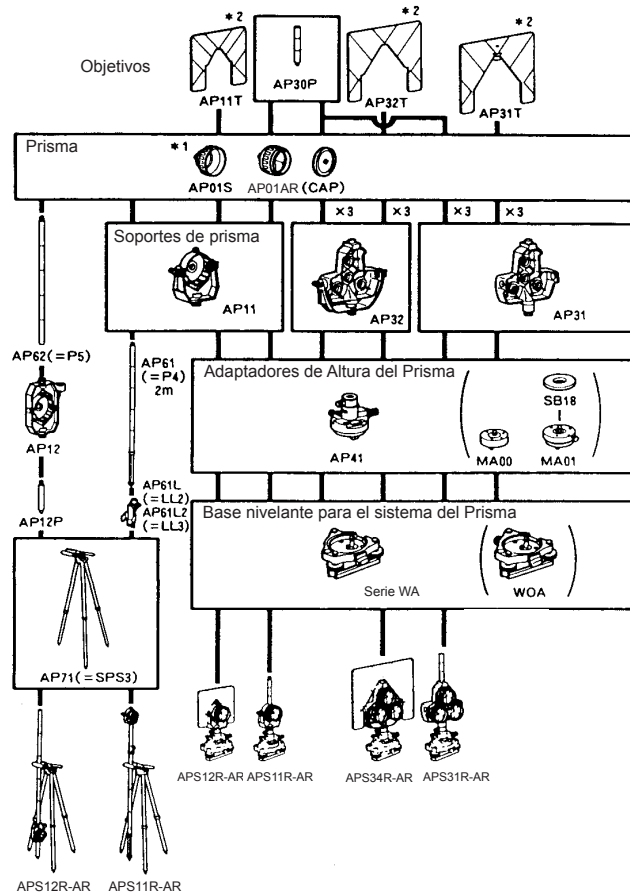 *2
*2
*2
Objetivos
AP11T
AP30P
AP32T
AP31T
Prisma
*1
AP01S
AP01AR (CAP)
×3
×3
×3
×3
Soportes de prisma
AP11
AP32
AP31
AP62(=P5)
AP61
(=P4)
2m
Adaptadores de Altura del Prisma
SB18
AP12
AP41
MA00
MA01
AP61L
(=LL2)
AP61L2
(=LL3)
AP12P
Base nivelante para el sistema del Prisma
Serie WA
WOA
AP71(=SPS3)
APS12R-AR
APS11R-AR
APS34R-AR
APS31R-AR
APS12R-AR
APS11R-AR